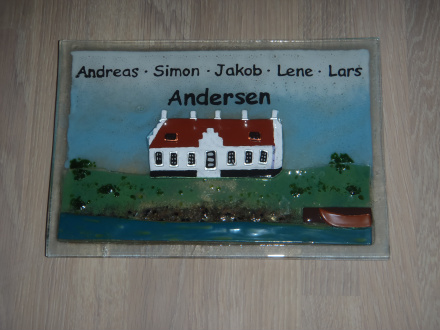 Andreas · Simon · Jakob · Lene · Lars
Andersen